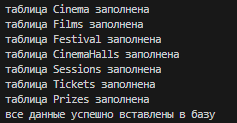 таблица Cinema заполнена
таблица Films заполнена
таблица Festival заполнена
таблица CinemaHalls заполнена
таблица Sessions заполнена
таблица Tickets заполнена
таблица Prizes заполнена
все данные успешно вставлены в базу